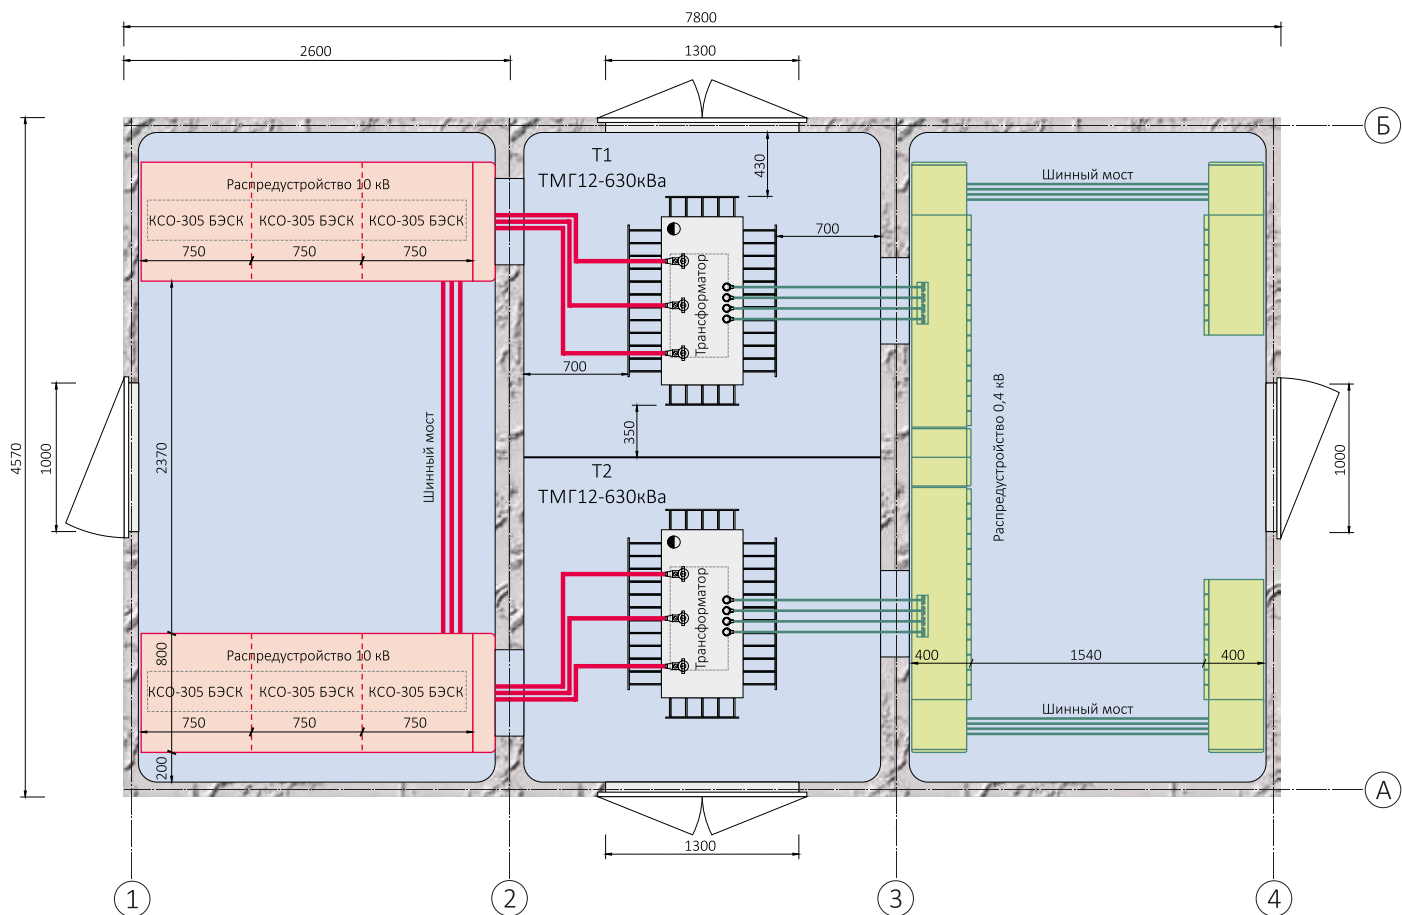 7800
2600
1300
Б
Т1
ТМГ12-630кВа
430
Шинный мост
Распредустройство 10 кВ
КСО-305 БЭСК
КСО-305 БЭСК
КСО-305 БЭСК
750
750
750
700
Трансформатор
700
350
Шинный мост
Распредустройство 0,4 кВ
4570
1000
2370
1000
Т2
ТМГ12-630кВа
Трансформатор
Распредустройство 10 кВ
800
КСО-305 БЭСК
КСО-305 БЭСК
КСО-305 БЭСК
750
750
750
200
400
1540
400
Шинный мост
А
1300
1
2
3
4